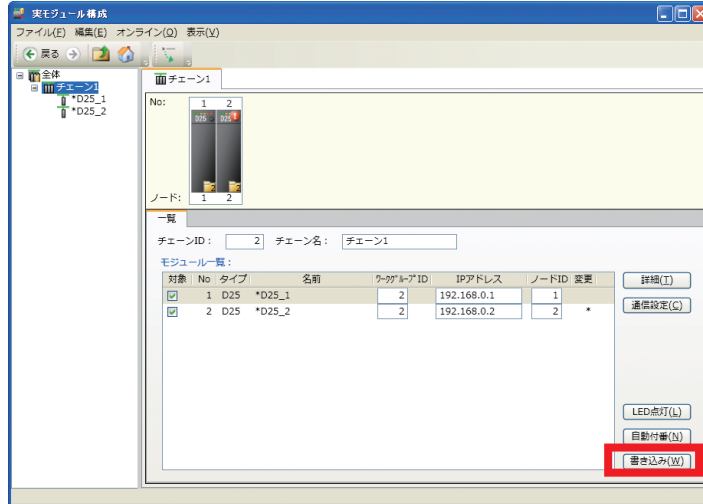 実モジュール構成
ファイル(F) 編集(E) オンライン(O) 表示(V)
戻る
全体
チェーン1
*D25_1
*D25_2
チェーン1
No: 1 2
D25 D25
2 2
ノード: 1 2
一覧
チェーンID: 2 チェーン名: チェーン1
モジュール一覧:
対象 No タイプ 名前 ワークグループID IPアドレス ノードID 変更
1 D25 *D25_1 2 192.168.0.1 1
2 D25 *D25_2 2 192.168.0.2 2 *
詳細(T)
通信設定(C)
LED点灯(L)
自動付番(N)
書き込み(W)